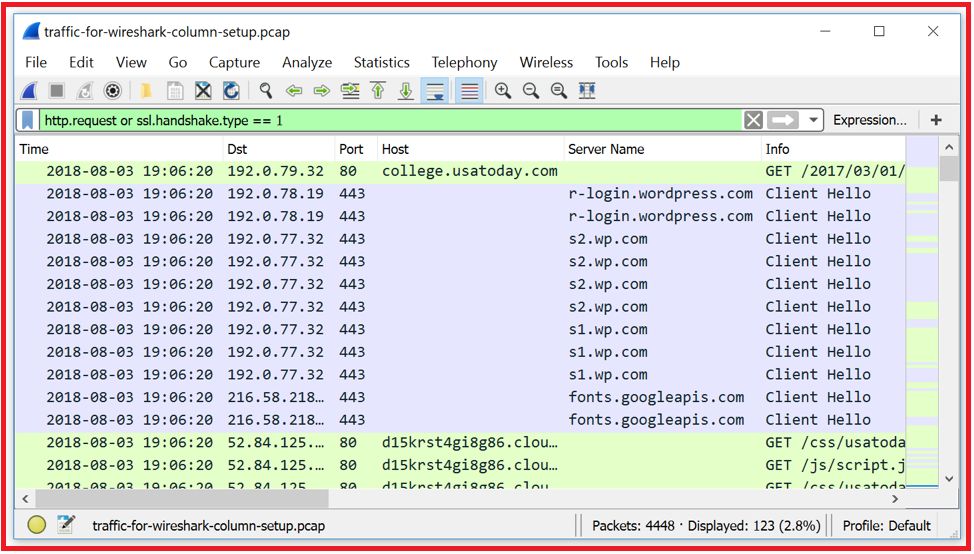 traffic-for-wireshark-column-setup.pcap
File Edit View Go Capture Analyze Statistics Telephony Wireless Tools Help
http.request or ssl.handshake.type == 1 Expression... +
Time Dst Port Host Server Name Info
2018-08-03 19:06:20 192.0.79.32 80 college.usatoday.com GET /2017/03/01/
2018-08-03 19:06:20 192.0.78.19 443 r-login.wordpress.com Client Hello
2018-08-03 19:06:20 192.0.78.19 443 r-login.wordpress.com Client Hello
2018-08-03 19:06:20 192.0.77.32 443 s2.wp.com Client Hello
2018-08-03 19:06:20 192.0.77.32 443 s2.wp.com Client Hello
2018-08-03 19:06:20 192.0.77.32 443 s2.wp.com Client Hello
2018-08-03 19:06:20 192.0.77.32 443 s2.wp.com Client Hello
2018-08-03 19:06:20 192.0.77.32 443 s1.wp.com Client Hello
2018-08-03 19:06:20 192.0.77.32 443 s1.wp.com Client Hello
2018-08-03 19:06:20 192.0.77.32 443 s1.wp.com Client Hello
2018-08-03 19:06:20 216.58.218... 443 fonts.googleapis.com Client Hello
2018-08-03 19:06:20 216.58.218... 443 fonts.googleapis.com Client Hello
2018-08-03 19:06:20 52.84.125.... 80 d15krst4gi8g86.clou... GET /css/usatoda
2018-08-03 19:06:20 52.84.125.... 80 d15krst4gi8g86.clou... GET /js/script.j
2018-08-03 19:06:20 52.84.125 80 d15krst4gi8g86.clou... GET /css/usatoda
traffic-for-wireshark-column-setup.pcap Packets: 4448 · Displayed: 123 (2.8%) Profile: Default